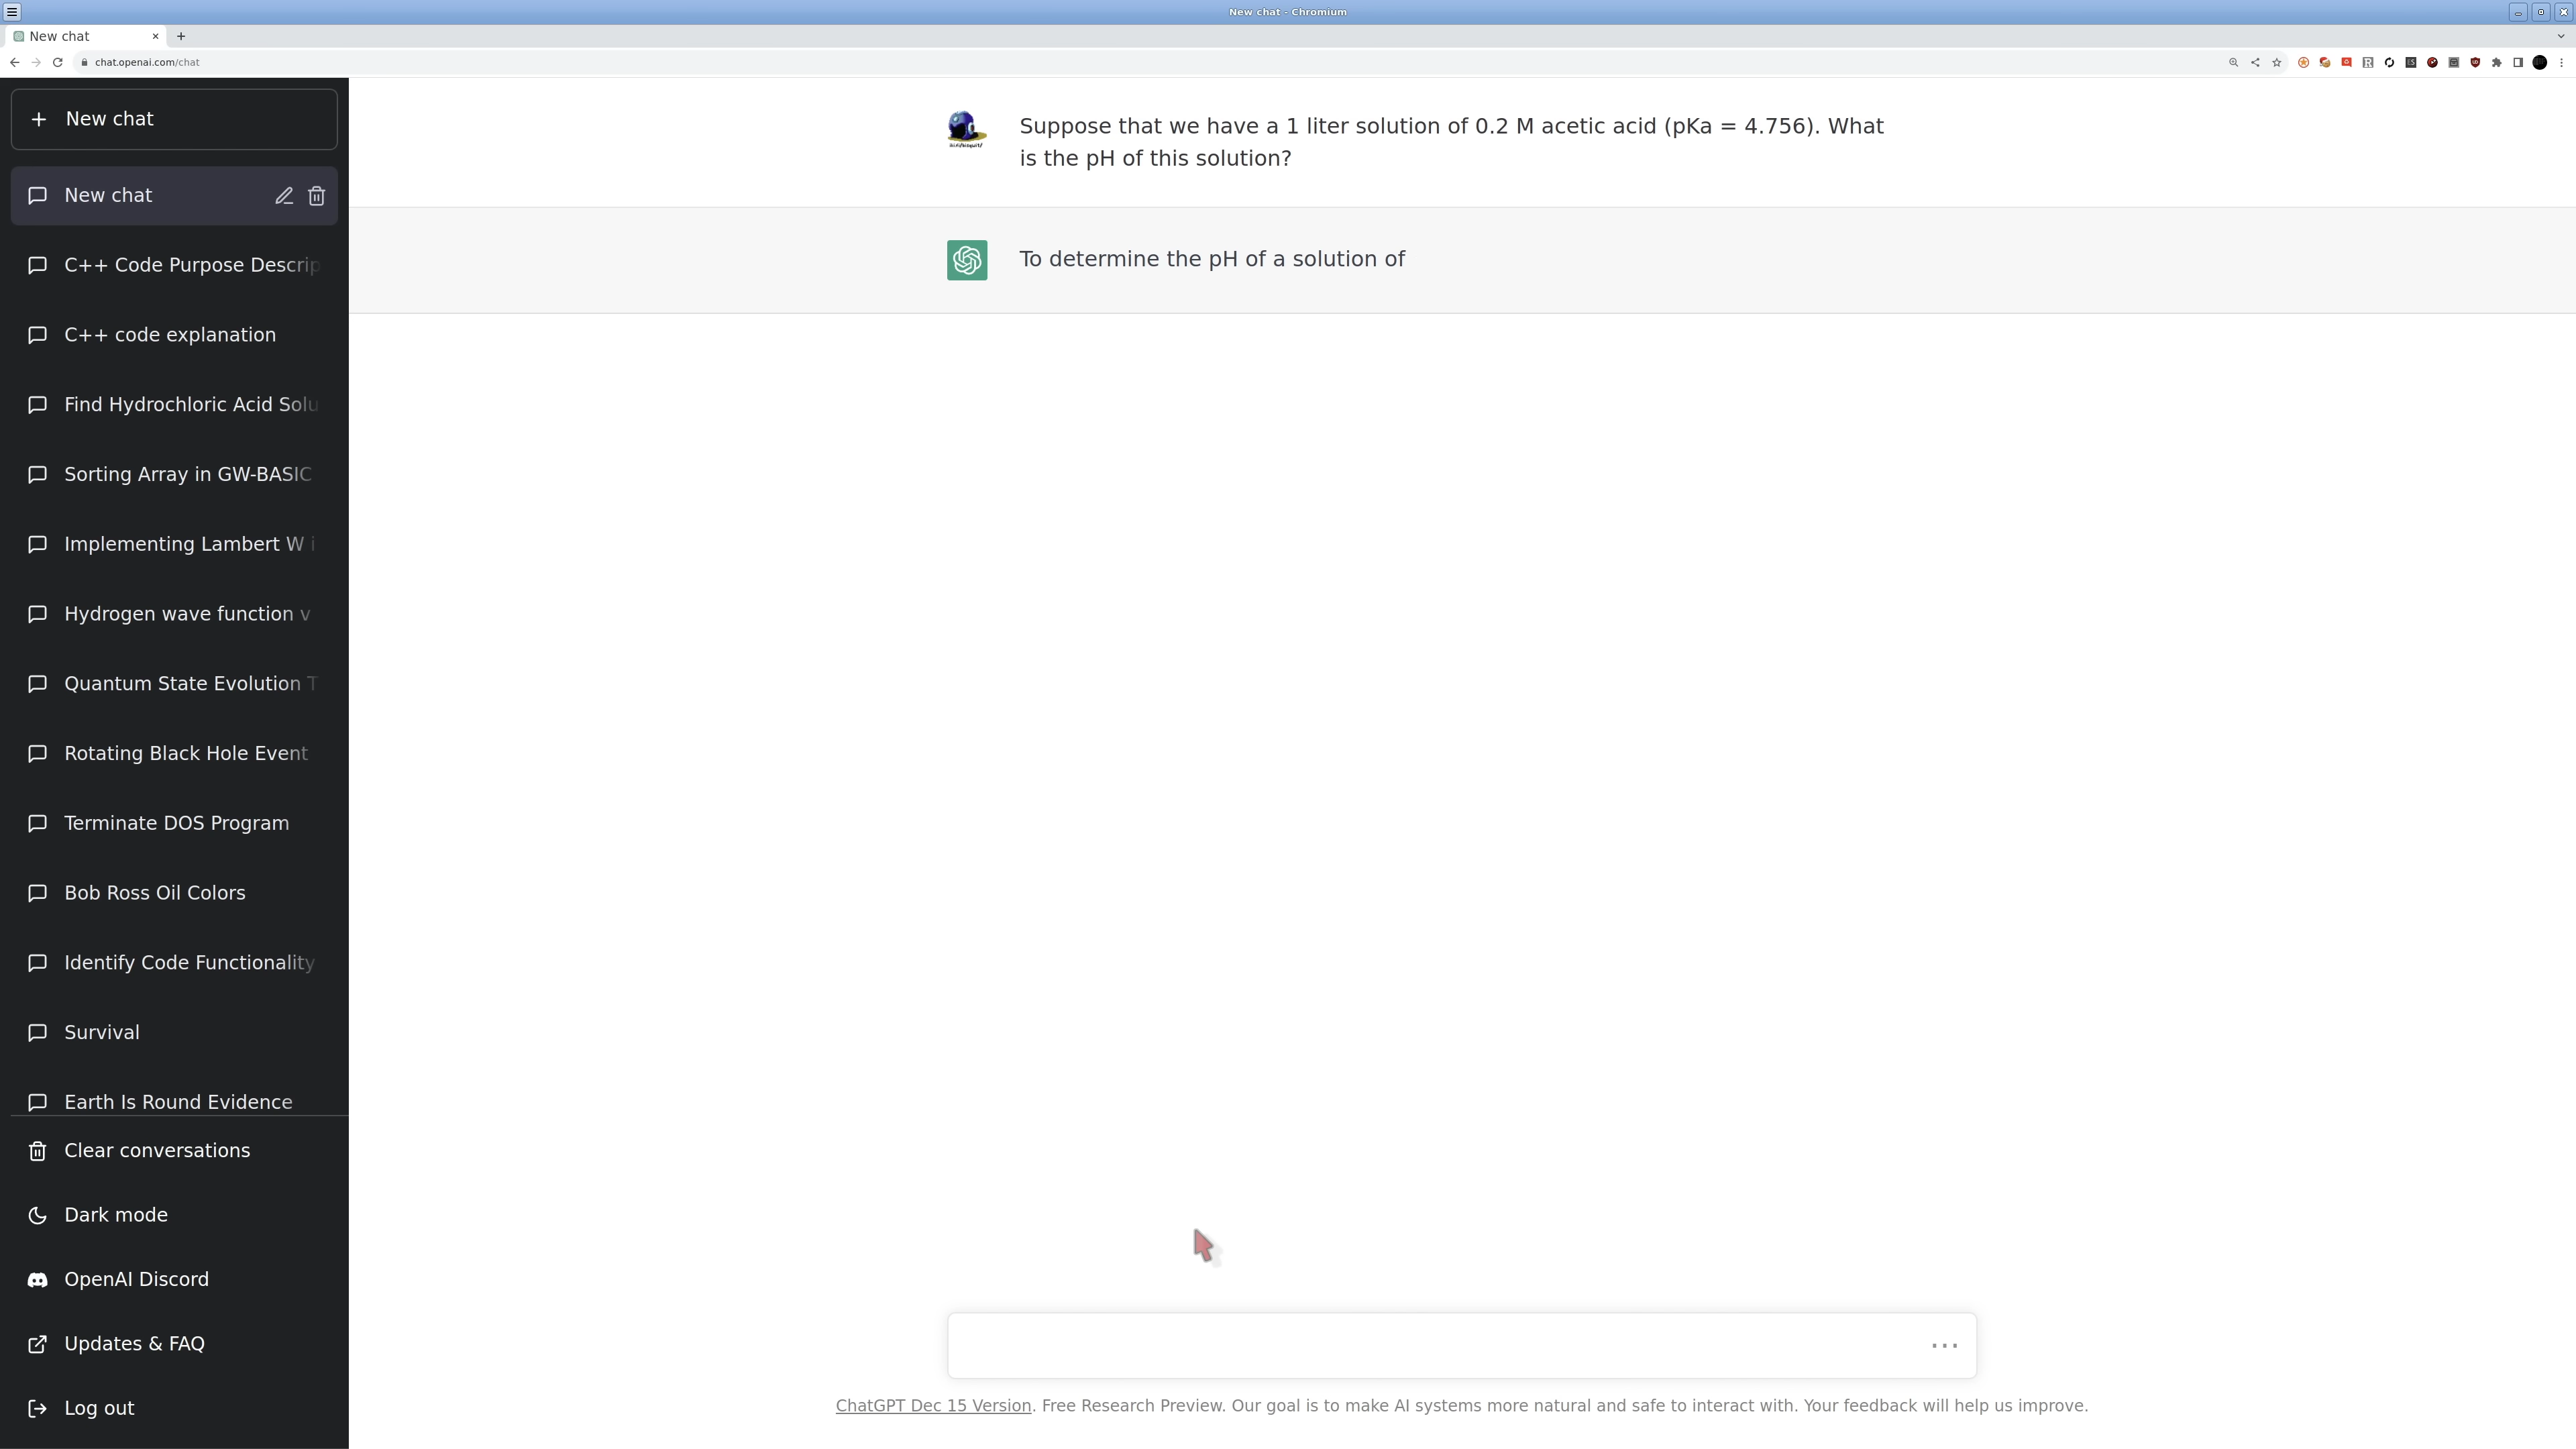 New chat - Chromium
New chat
chat.openai.com/chat
New chat
New chat
C++ Code Purpose Descrip
C++ code explanation
Find Hydrochloric Acid Solu
Sorting Array in GW-BASIC
Implementing Lambert W i
Hydrogen wave function v
Quantum State Evolution T
Rotating Black Hole Event
Terminate DOS Program
Bob Ross Oil Colors
Identify Code Functionality
Survival
Earth Is Round Evidence
Clear conversations
Dark mode
OpenAI Discord
Updates & FAQ
Log out
Suppose that we have a 1 liter solution of 0.2 M acetic acid (pKa = 4.756). What
is the pH of this solution?
To determine the pH of a solution of
ChatGPT Dec 15 Version. Free Research Preview. Our goal is to make AI systems more natural and safe to interact with. Your feedback will help us improve.